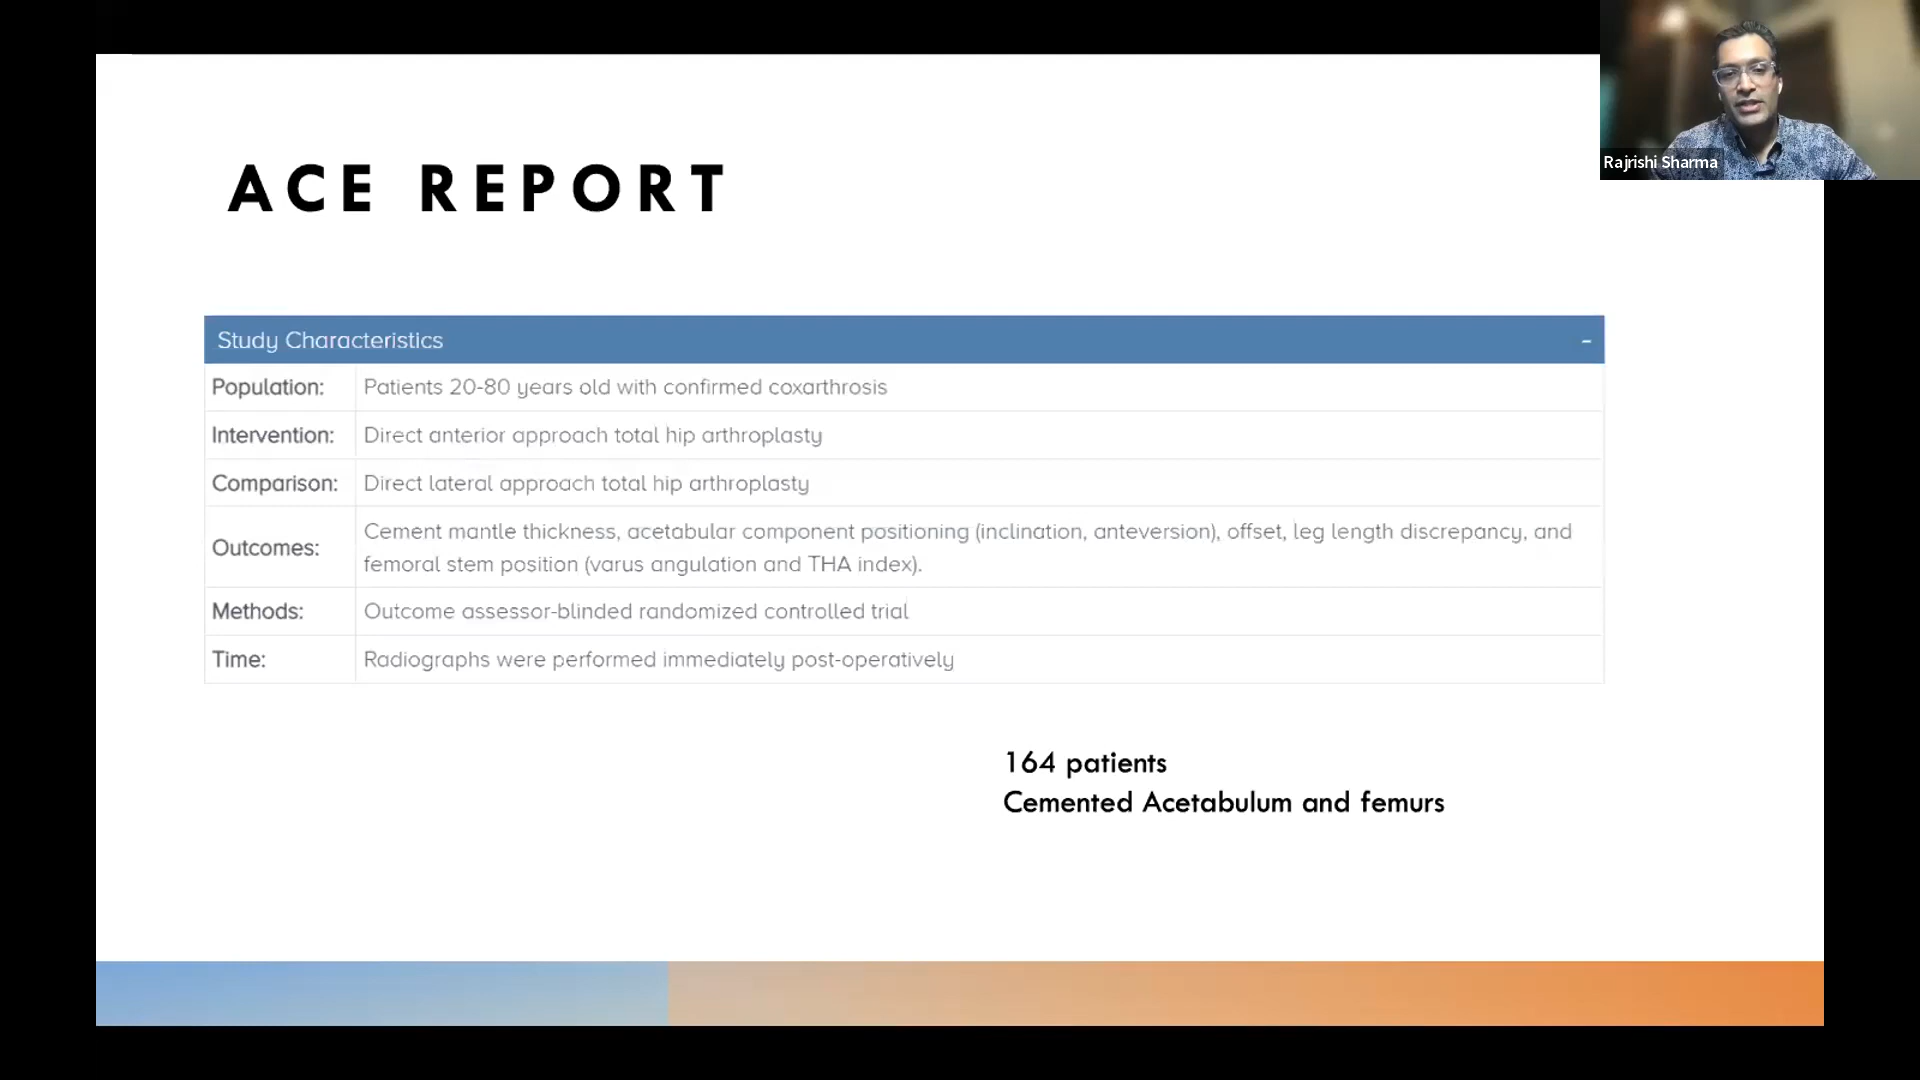 Rajrishi Sharma
ACE REPORT
Study Characteristics -
Population: Patients 20-80 years old with confirmed coxarthrosis
Intervention: Direct anterior approach total hip arthroplasty
Comparison: Direct lateral approach total hip arthroplasty
Outcomes: Cement mantle thickness, acetabular component positioning (inclination, anteversion), offset, leg length discrepancy, and
femoral stem position (varus angulation and THA index).
Methods: Outcome assessor-blinded randomized controlled trial
Time: Radiographs were performed immediately post-operatively
164 patients
Cemented Acetabulum and femurs